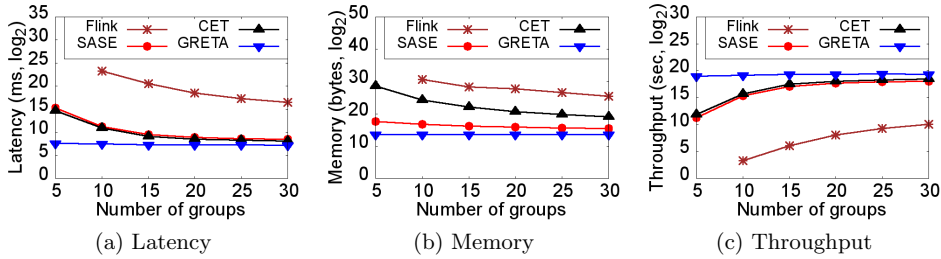 Flink CET
SASE GRETA
Latency (ms, log2)
35
30
25
20
15
10
5
0
5 10 15 20 25 30
Number of groups
(a) Latency
Flink CET
SASE GRETA
Memory (bytes, log2)
50
40
30
20
10
0
5 10 15 20 25 30
Number of groups
(b) Memory
Flink CET
SASE GRETA
Throughput (sec, log2)
30
25
20
15
10
5
0
5 10 15 20 25 30
Number of groups
(c) Throughput